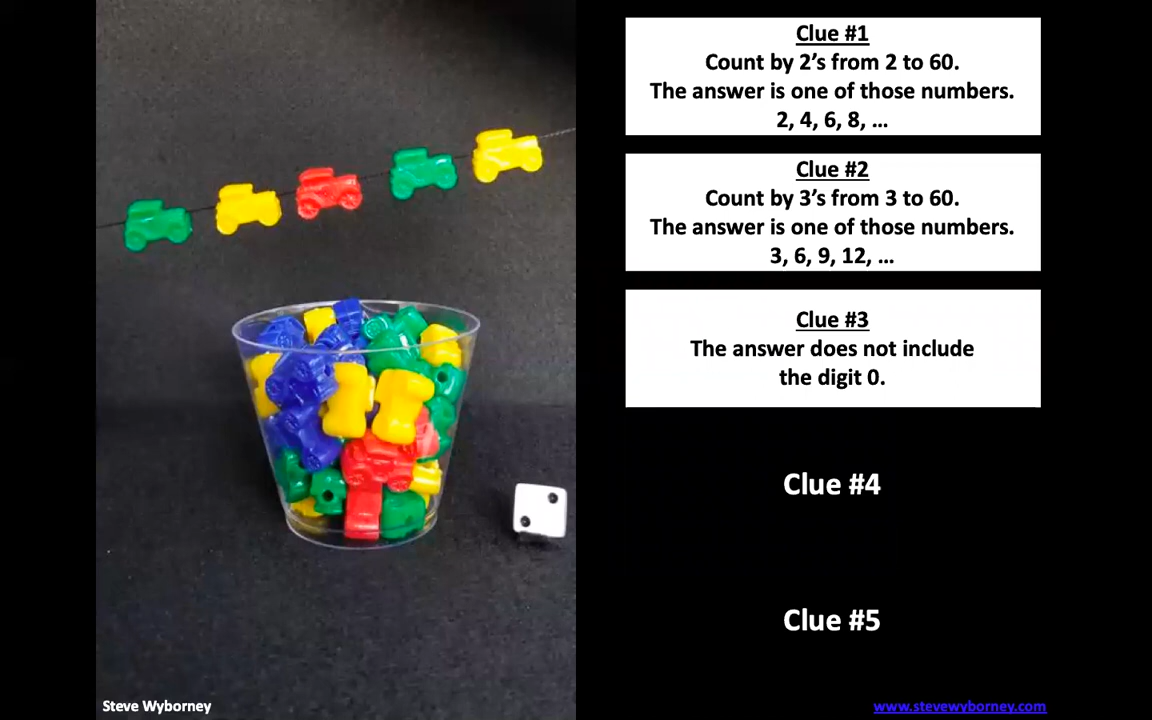 Clue #1
Count by 2’s from 2 to 60.
The answer is one of those numbers.
2, 4, 6, 8, …
Clue #2
Count by 3’s from 3 to 60.
The answer is one of those numbers.
3, 6, 9, 12, …
Clue #3
The answer does not include
the digit 0.
Clue #4
Clue #5
Steve Wyborney
www.stevewyborney.com